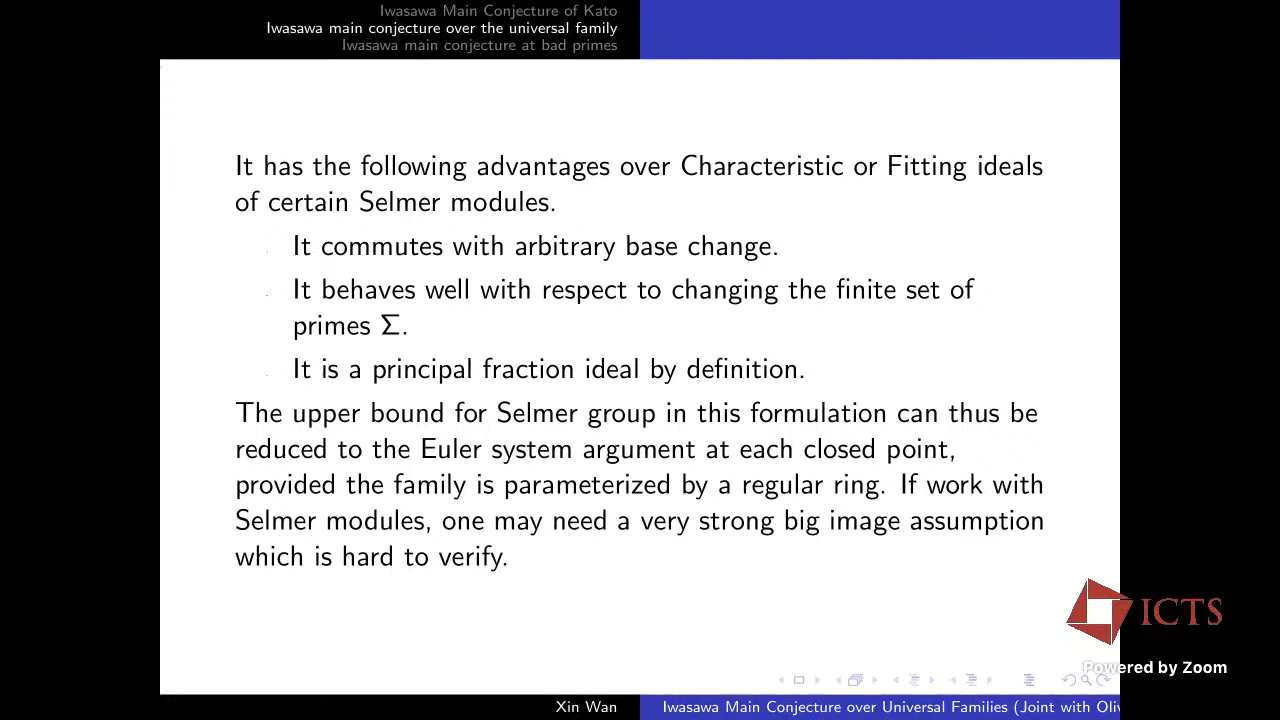 Iwasawa Main Conjecture of Kato
Iwasawa main conjecture over the universal family
Iwasawa main conjecture at bad primes
It has the following advantages over Characteristic or Fitting ideals
of certain Selmer modules.
It commutes with arbitrary base change.
It behaves well with respect to changing the finite set of
primes Σ.
It is a principal fraction ideal by definition.
The upper bound for Selmer group in this formulation can thus be
reduced to the Euler system argument at each closed point,
provided the family is parameterized by a regular ring. If work with
Selmer modules, one may need a very strong big image assumption
which is hard to verify.
ICTS
Powered by Zoom
Xin Wan
Iwasawa Main Conjecture over Universal Families (Joint with Oliv